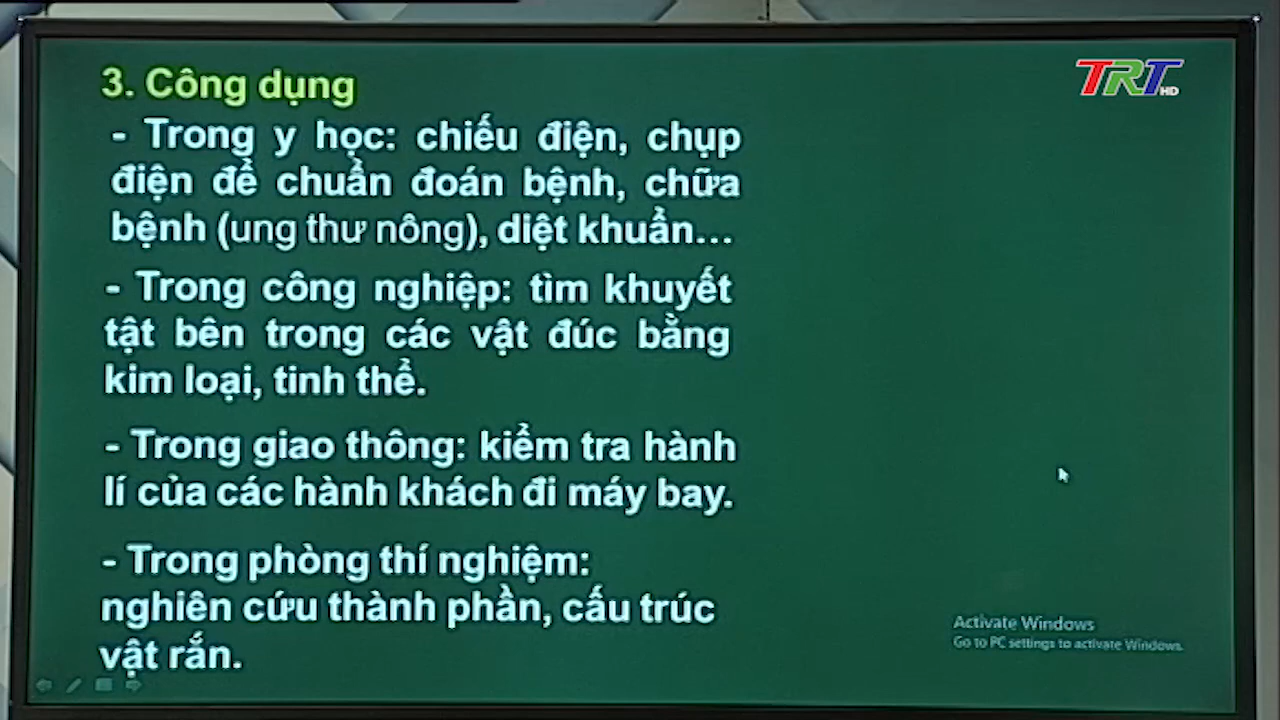 3. Công dụng
TRT HD
- Trong y học: chiếu điện, chụp
điện để chuẩn đoán bệnh, chữa
bệnh (ung thư nông), diệt khuẩn...
- Trong công nghiệp: tìm khuyết
tật bên trong các vật đúc bằng
kim loại, tinh thể.
- Trong giao thông: kiểm tra hành
lí của các hành khách đi máy bay.
- Trong phòng thí nghiệm:
nghiên cứu thành phần, cấu trúc
vật rắn.
Activate Windows
Go to PC settings to activate Windows.